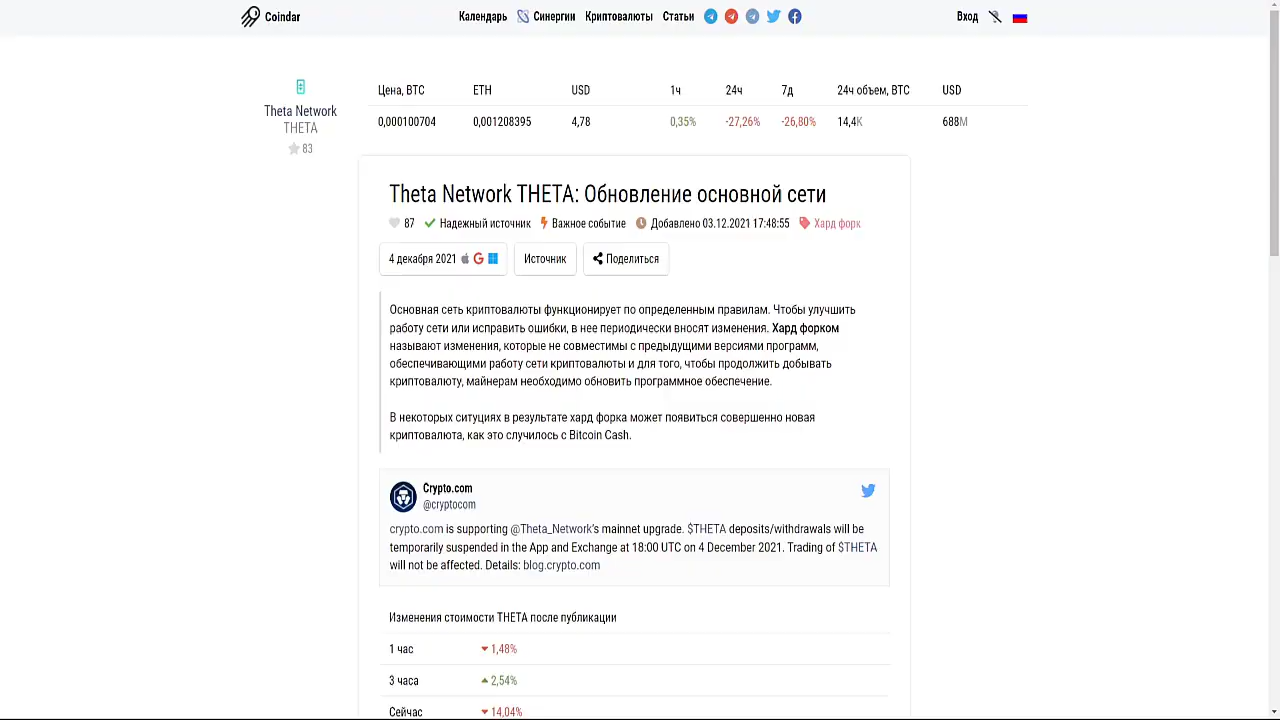 Coindar Календарь Синергии Криптовалюты Статьи Вход
Theta Network
THETA
83
Цена, BTC ETH USD 1ч 24ч 7д 24ч объем, BTC USD
0,000100704 0,001208395 4,78 0,35% -27,26% -26,80% 14,4K 688M
Theta Network THETA: Обновление основной сети
87 Надежный источник Важное событие Добавлено 03.12.2021 17:48:55 Хард форк
4 декабря 2021 Источник Поделиться
Основная сеть криптовалюты функционирует по определенным правилам. Чтобы улучшить
работу сети или исправить ошибки, в нее периодически вносят изменения. Хард форком
называют изменения, которые не совместимы с предыдущими версиями программ,
обеспечивающими работу сети криптовалюты и для того, чтобы продолжить добывать
криптовалюту, майнерам необходимо обновить программное обеспечение.
В некоторых ситуциях в результате хард форка может появиться совершенно новая
криптовалюта, как это случилось с Bitcoin Cash.
Crypto.com
@cryptocom
crypto.com is supporting @Theta_Network's mainnet upgrade. $THETA deposits/withdrawals will be
temporarily suspended in the App and Exchange at 18:00 UTC on 4 December 2021. Trading of $THETA
will not be affected. Details: blog.crypto.com
Изменения стоимости THETA после публикации
1 час 1,48%
3 часа 2,54%
Сейчас 14,04%